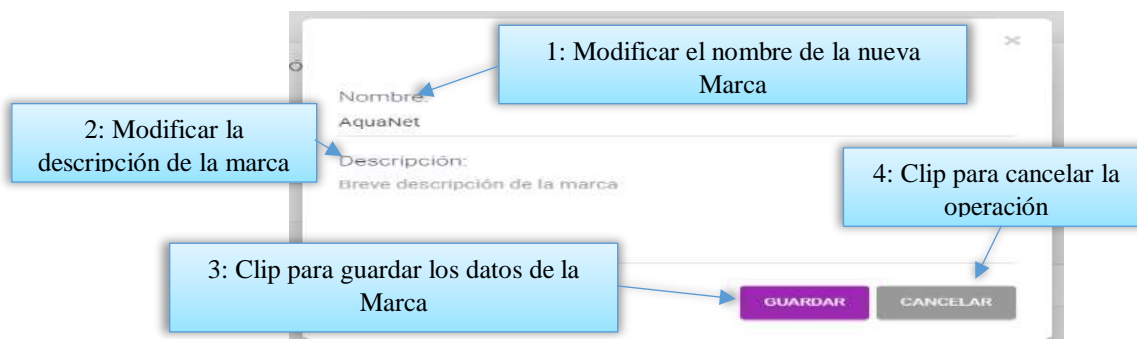 1: Modificar el nombre de la nueva
Marca
Nombre:
AquaNet
2: Modificar la
descripción de la marca
Descripción:
Breve descripción de la marca
4: Clip para cancelar la
operación
3: Clip para guardar los datos de la
Marca
GUARDAR
CANCELAR